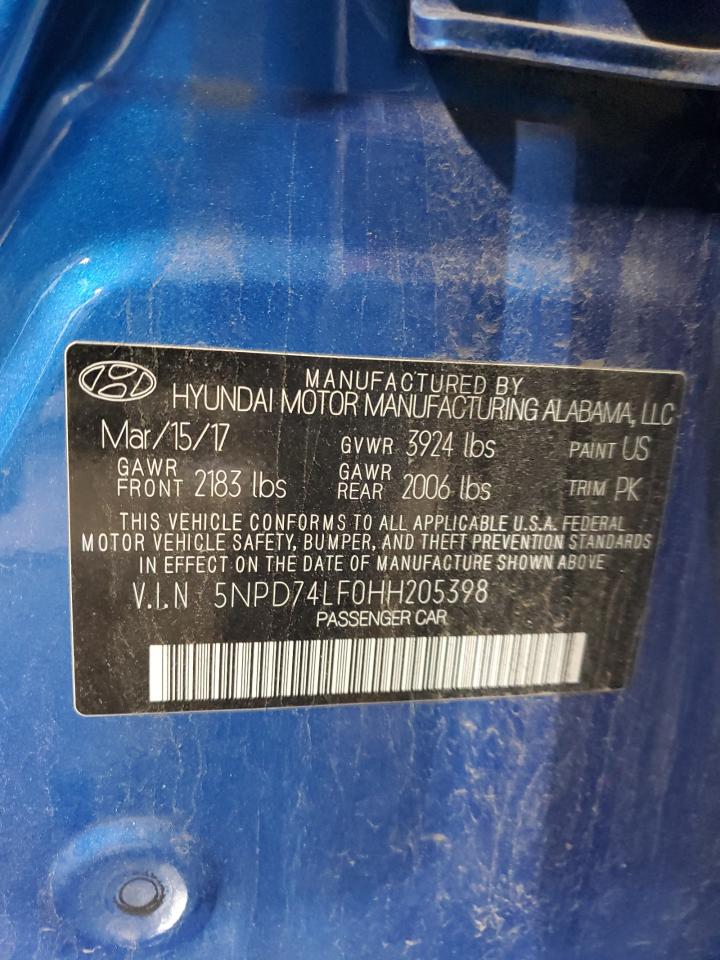 MANUFACTURED BY
HYUNDAI MOTOR MANUFACTURING ALABAMA, LLC
Mar/15/17 GVWR 3924 lbs PAINT US
GAWR FRONT 2183 lbs GAWR REAR 2006 lbs TRIM PK
THIS VEHICLE CONFORMS TO ALL APPLICABLE U.S.A. FEDERAL
MOTOR VEHICLE SAFETY, BUMPER, AND THEFT PREVENTION STANDARDS
IN EFFECT ON THE DATE OF MANUFACTURE SHOWN ABOVE.
V.I.N 5NPD74LF0HH205398
PASSENGER CAR